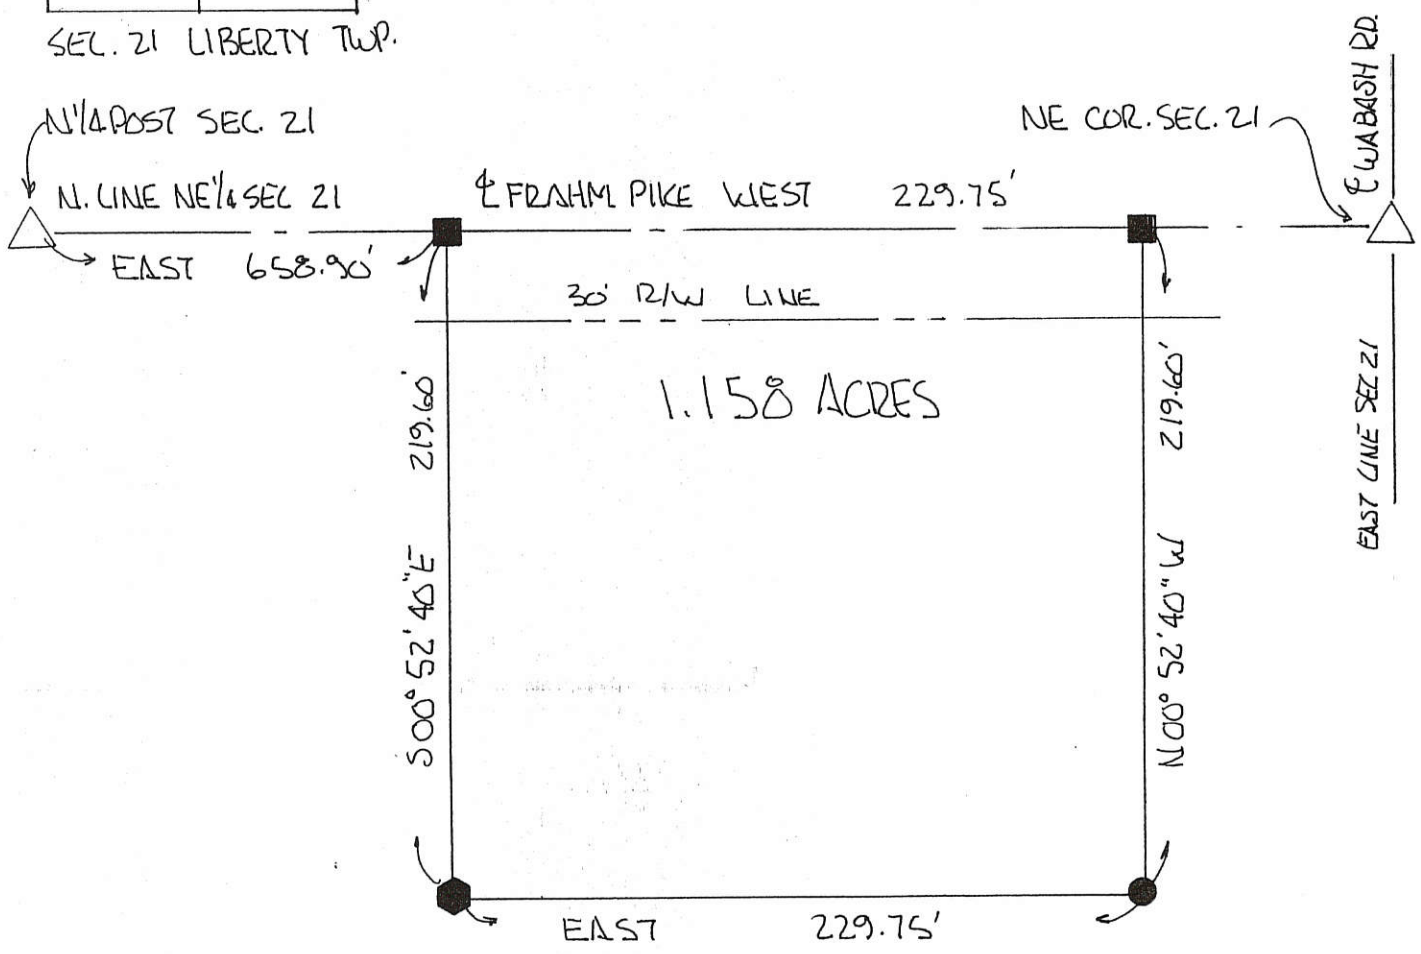 SEC. 21 LIBERTY TWP.
N'/4 POST SEC. 21
NE COR. SEC. 21
℄ WABASH RD.
N. LINE NE'/4 SEC 21
℄ FRAHM PIKE WEST 229.75'
EAST 658.90'
30' R/W LINE
1.158 ACRES
219.60'
219.60'
EAST LINE SEC 21
S00° 52' 40"E
N00° 52' 40" W
EAST 229.75'